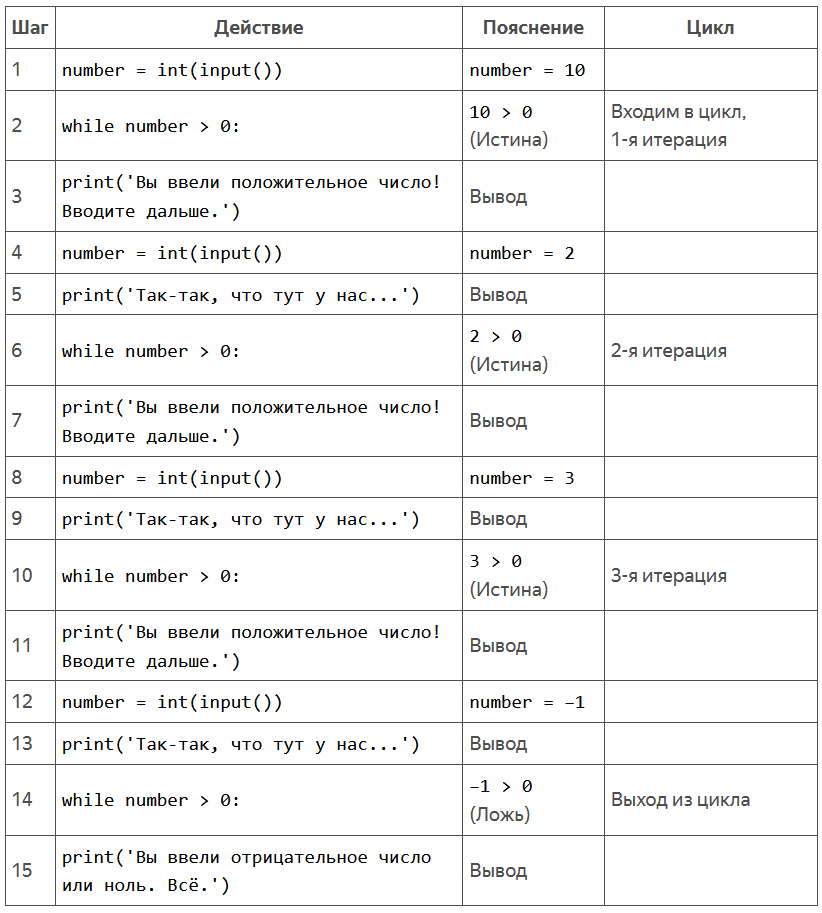 Шаг Действие Пояснение Цикл
1 number = int(input()) number = 10
2 while number > 0: 10 > 0 (Истина) Входим в цикл, 1-я итерация
3 print('Вы ввели положительное число! Вводите дальше.') Вывод
4 number = int(input()) number = 2
5 print('Так-так, что тут у нас...') Вывод
6 while number > 0: 2 > 0 (Истина) 2-я итерация
7 print('Вы ввели положительное число! Вводите дальше.') Вывод
8 number = int(input()) number = 3
9 print('Так-так, что тут у нас...') Вывод
10 while number > 0: 3 > 0 (Истина) 3-я итерация
11 print('Вы ввели положительное число! Вводите дальше.') Вывод
12 number = int(input()) number = –1
13 print('Так-так, что тут у нас...') Вывод
14 while number > 0: –1 > 0 (Ложь) Выход из цикла
15 print('Вы ввели отрицательное число или ноль. Всё.') Вывод